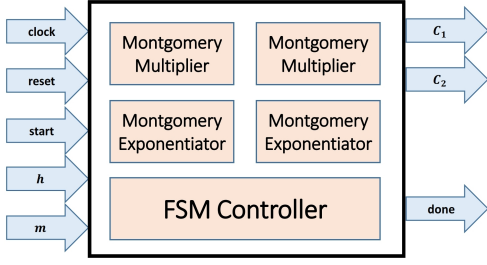 clock
reset
start
h
m
Montgomery
Multiplier
Montgomery
Multiplier
Montgomery
Exponentiator
Montgomery
Exponentiator
FSM Controller
C₁
C₂
done